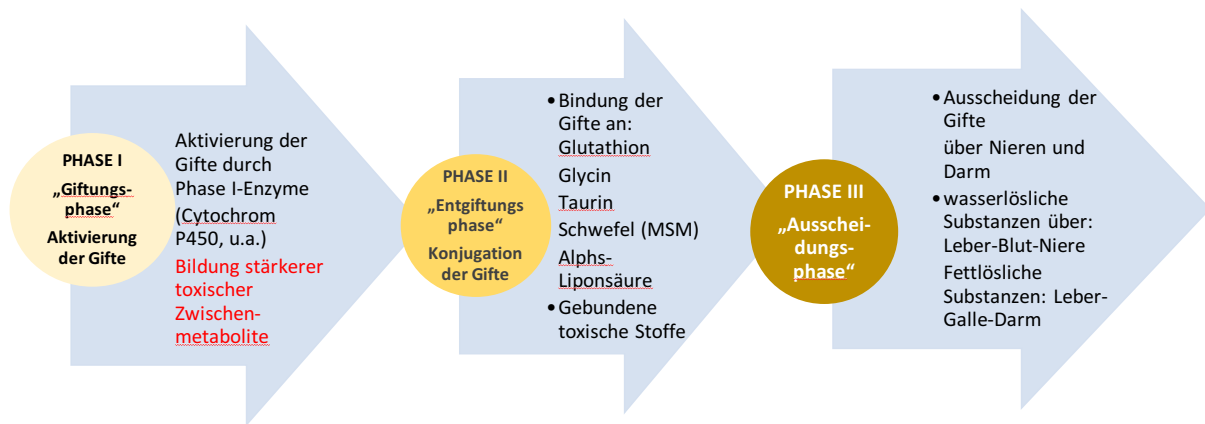 PHASE I
„Giftungs-
phase“
Aktivierung
der Gifte
Aktivierung der
Gifte durch
Phase I-Enzyme
(Cytochrom
P450, u.a.)
Bildung stärkerer
toxischer
Zwischen-
metabolite
PHASE II
„Entgiftungs
phase“
Konjugation
der Gifte
•Bindung der
Gifte an:
Glutathion
Glycin
Taurin
Schwefel (MSM)
Alphs-
Liponsäure
•Gebundene
toxische Stoffe
PHASE III
„Ausschei-
dungs-
phase“
•Ausscheidung der
Gifte
über Nieren und
Darm
•wasserlösliche
Substanzen über:
Leber-Blut-Niere
Fettlösliche
Substanzen: Leber-
Galle-Darm